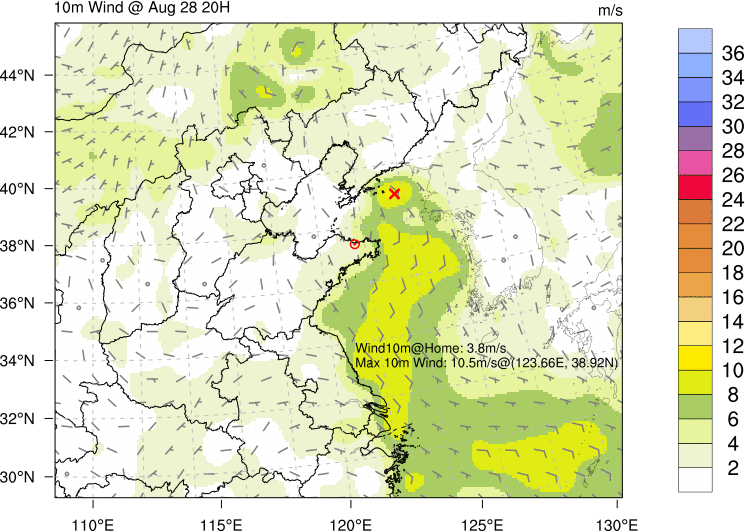 10m Wind @ Aug 28 20H
m/s
44°N
42°N
40°N
38°N
36°N
34°N
32°N
30°N
110°E
115°E
120°E
125°E
130°E
Wind10m@Home: 3.8m/s
Max 10m Wind: 10.5m/s@(123.66E, 38.92N)
36
34
32
30
28
26
24
22
20
18
16
14
12
10
8
6
4
2